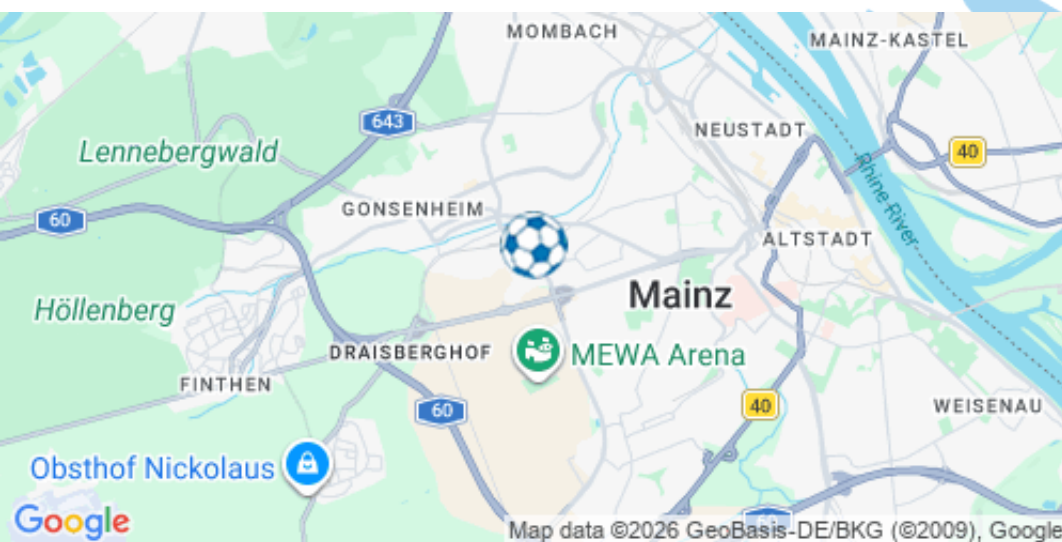 MOMBACH
MAINZ-KASTEL
643
NEUSTADT
Lennebergwald
40
Rhine River
60
GONSENHEIM
ALTSTADT
Höllenberg
Mainz
DRAISBERGHOF
MEWA Arena
FINTHEN
60
40
WEISENAU
Obsthof Nickolaus
Google
60
Map data ©2026 GeoBasis-DE/BKG (©2009), Google